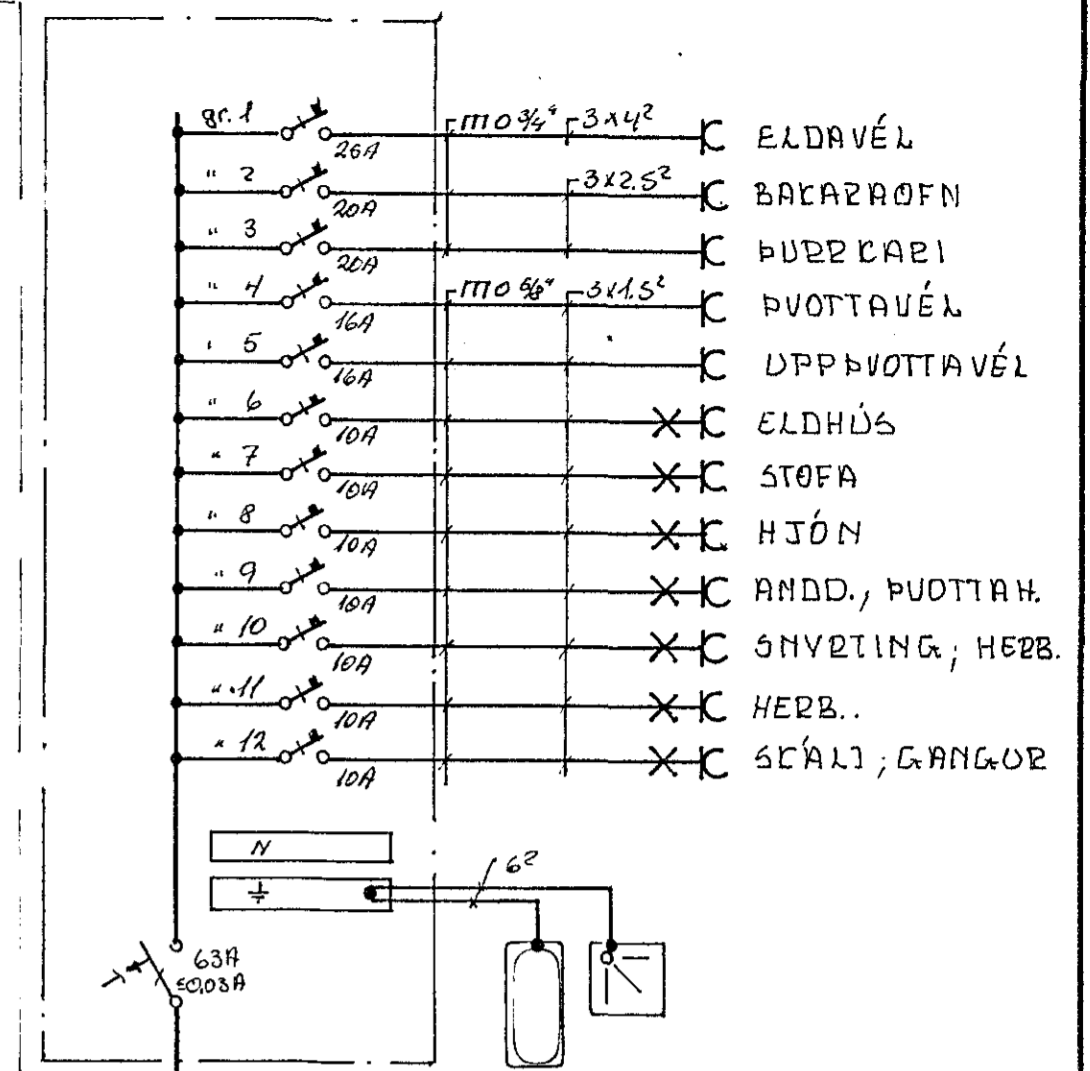 gr. 1 26A mo 3/4" 3x4² ELDAVÉL
" 2 20A 3x2.5² BAKARAOFN
" 3 20A ÞURRKARI
" 4 16A mo 5/8" 3x1.5² ÞVOTTAVÉL
" 5 16A UPPÞVOTTAVÉL
" 6 10A ELDHÚS
" 7 10A STOFA
" 8 10A HJÓN
" 9 10A ANDD., ÞVOTTAH.
" 10 10A SNYRTING; HERB.
" 11 10A HERB..
" 12 10A SKÁLI; GANGUR
N
6²
63A
≤0,03A